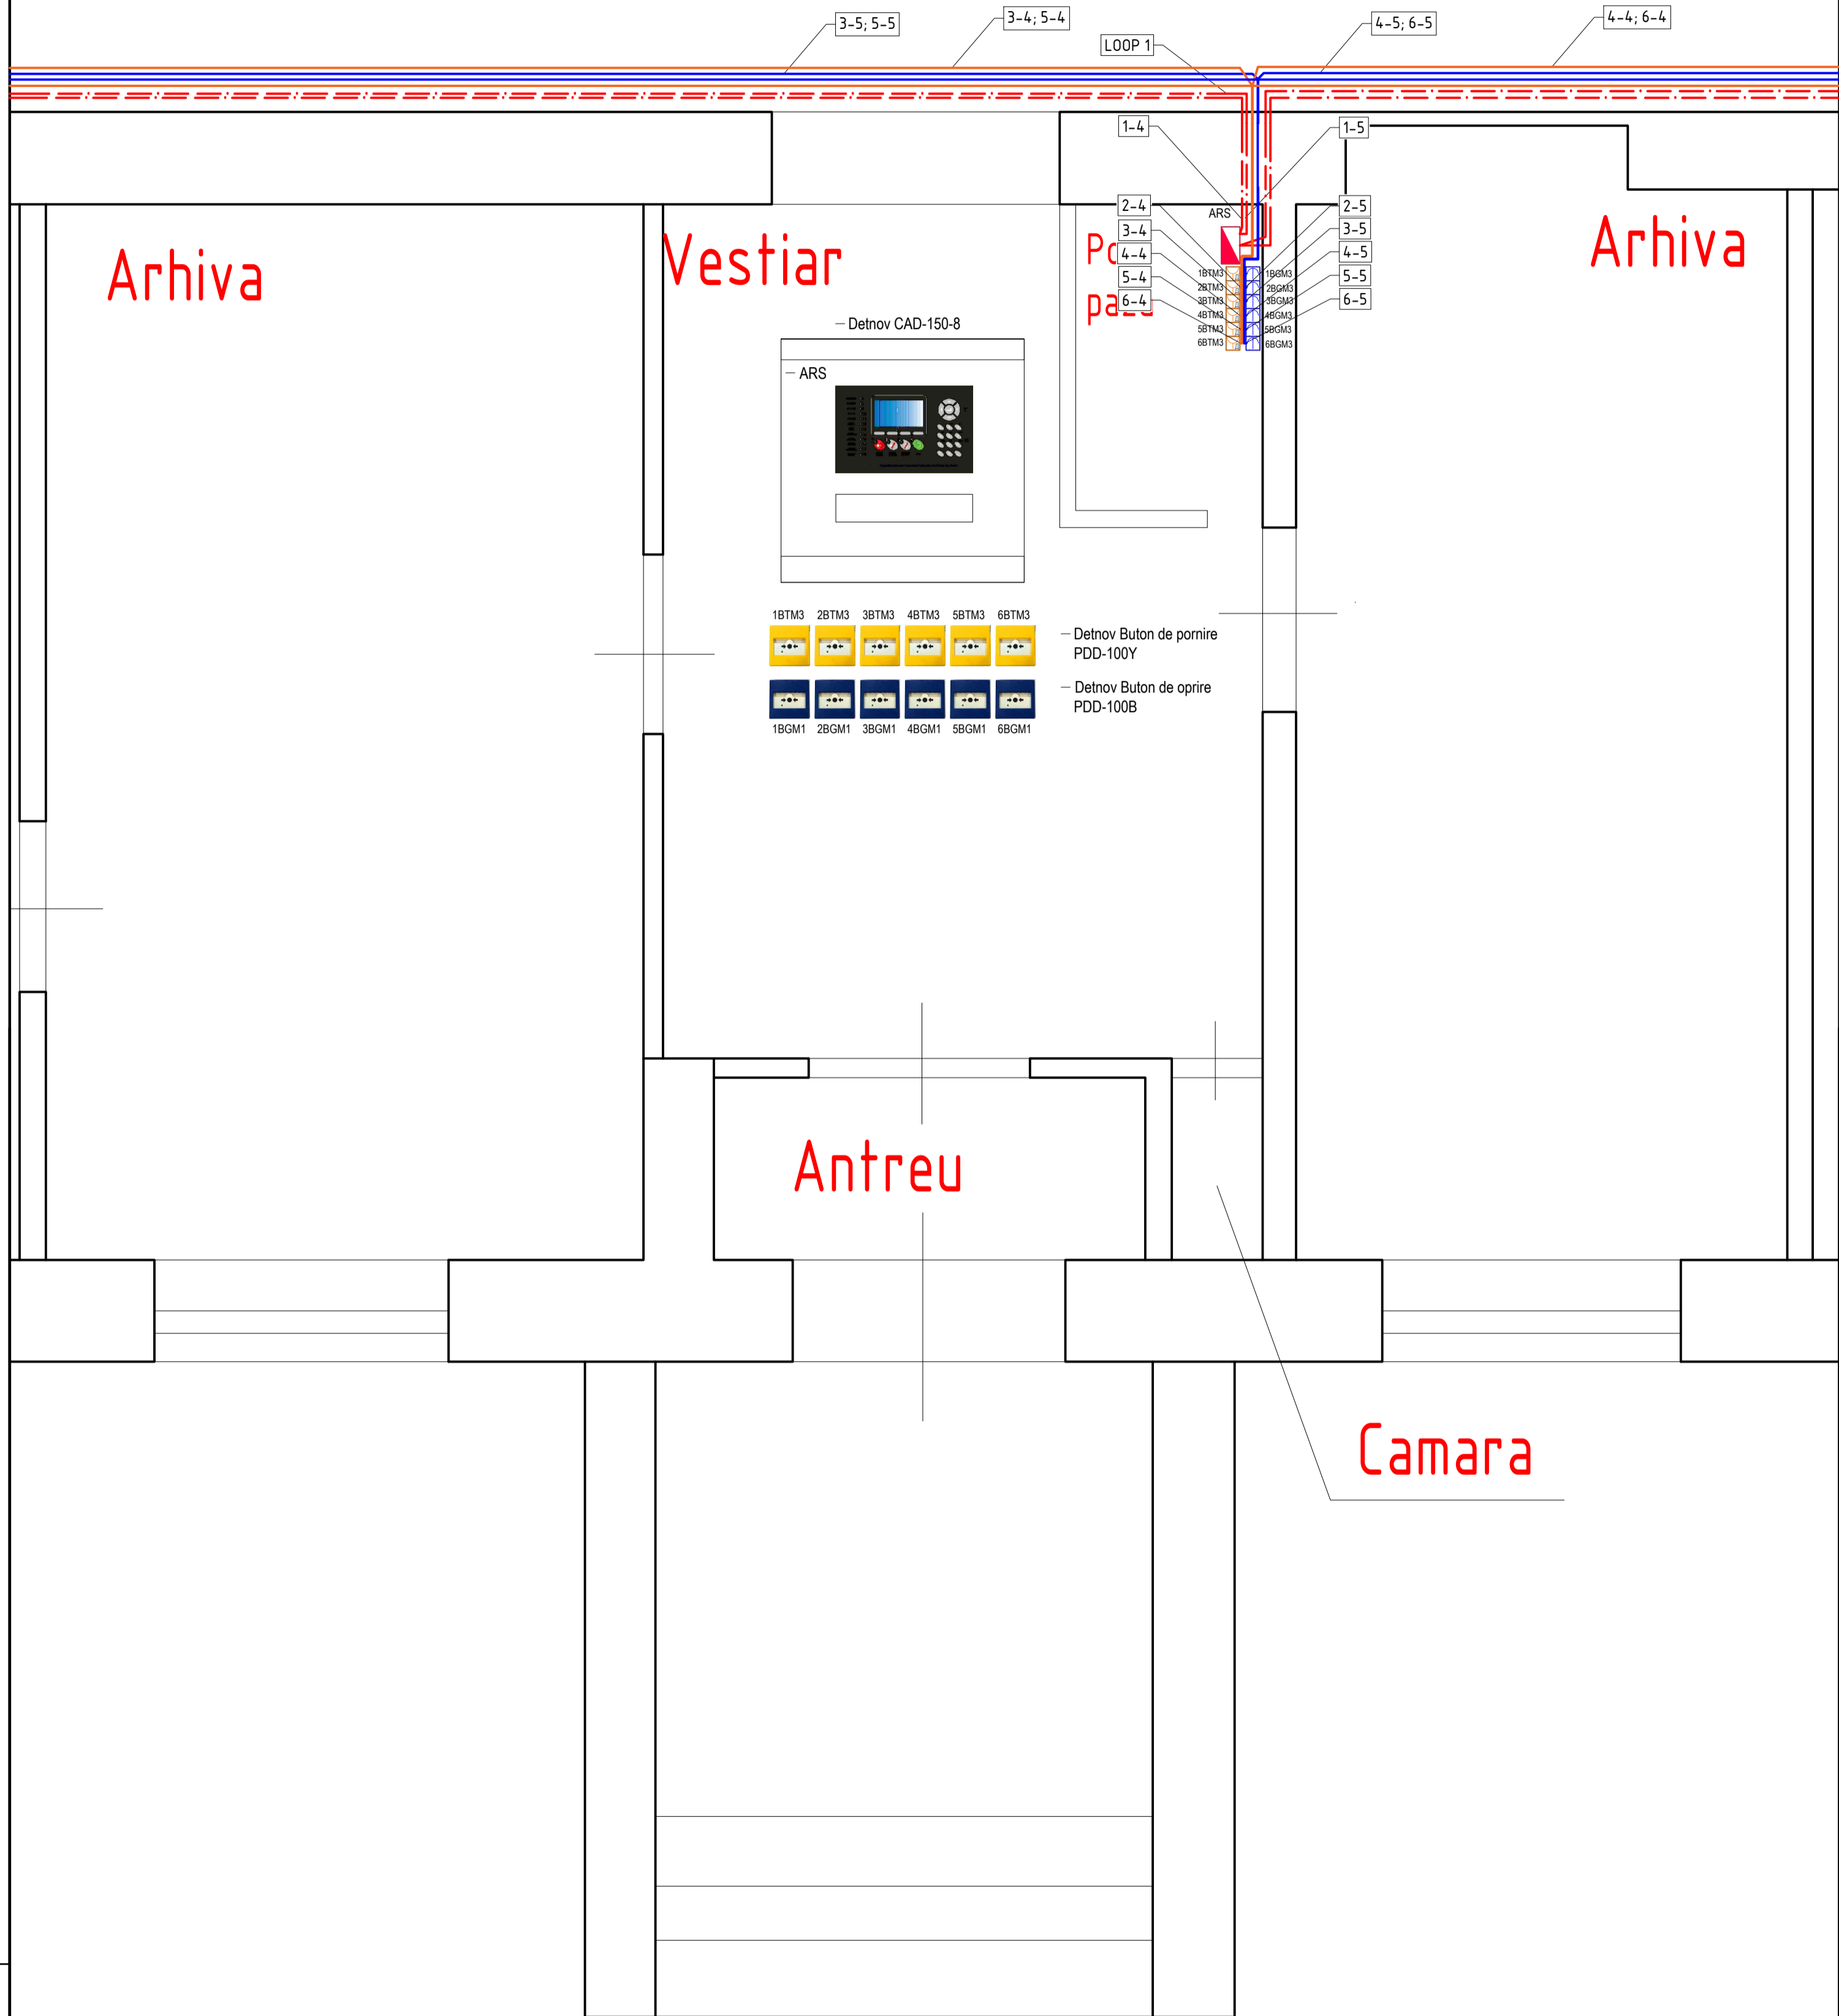 3-5; 5-5
3-4; 5-4
LOOP 1
4-5; 6-5
4-4; 6-4
1-4
1-5
2-4
ARS
2-5
3-4
3-5
4-4
4-5
5-4
5-5
6-4
6-5
1BTM3
1BGM3
2BTM3
2BGM3
3BTM3
3BGM3
4BTM3
4BGM3
5BTM3
5BGM3
6BTM3
6BGM3
Arhiva
Vestiar
Arhiva
Detnov CAD-150-8
ARS
1BTM3 2BTM3 3BTM3 4BTM3 5BTM3 6BTM3
Detnov Buton de pornire
PDD-100Y
Detnov Buton de oprire
PDD-100B
1BGM1 2BGM1 3BGM1 4BGM1 5BGM1 6BGM1
Antreu
Camara